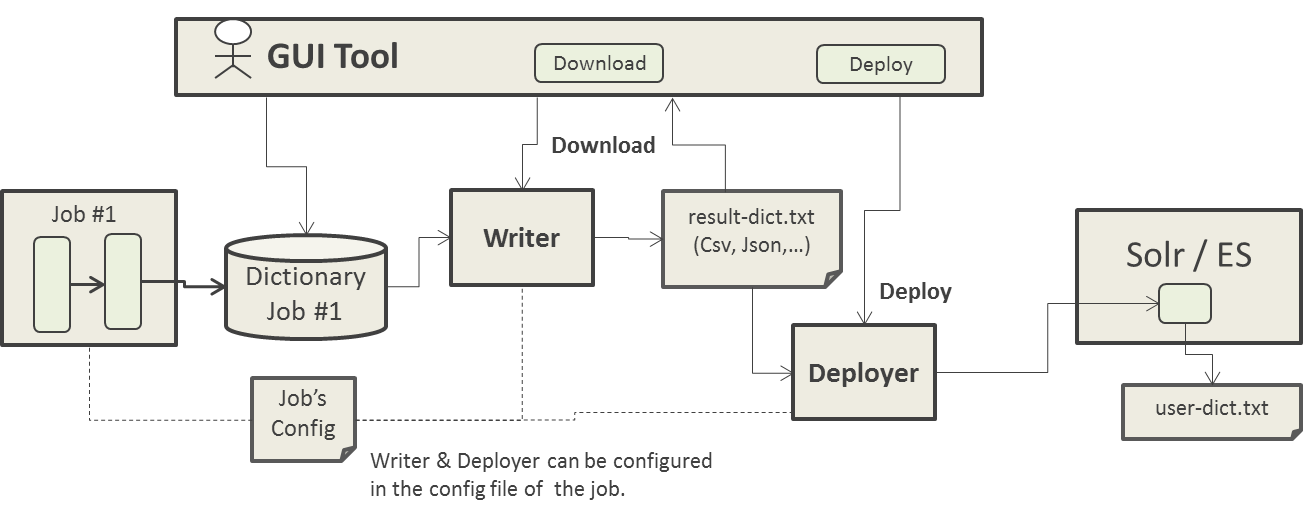 GUI Tool
Download
Deploy
Download
Job #1
Writer
result-dict.txt
(Csv, Json,...)
Solr / ES
Dictionary
Job #1
Deploy
Deployer
Job's
Config
user-dict.txt
Writer & Deployer can be configured
in the config file of the job.